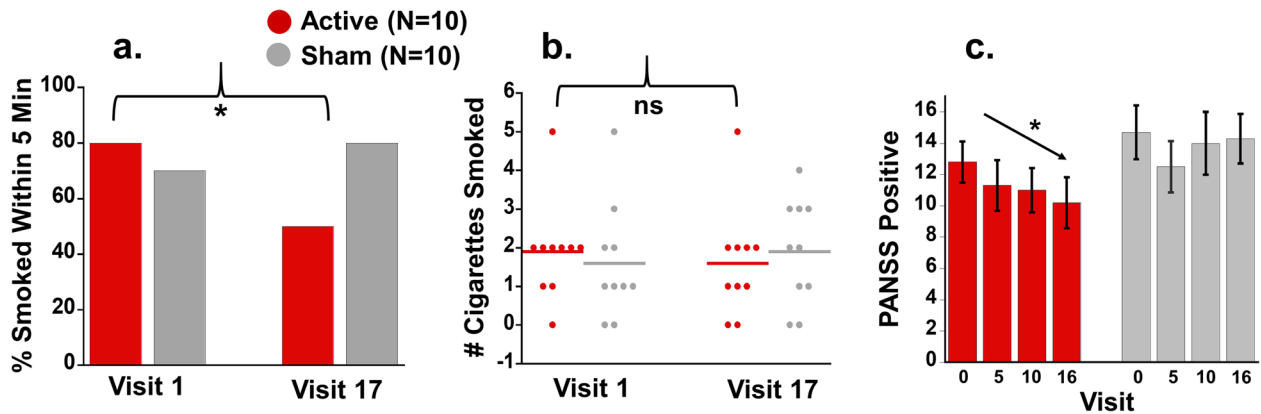 Active (N=10)
Sham (N=10)
a.
% Smoked Within 5 Min
100
80
60
40
20
0
*
Visit 1
Visit 17
b.
# Cigarettes Smoked
6
5
4
3
2
1
0
-1
ns
Visit 1
Visit 17
c.
PANSS Positive
16
14
12
10
8
6
4
2
0
*
0 5 10 16 0 5 10 16
Visit